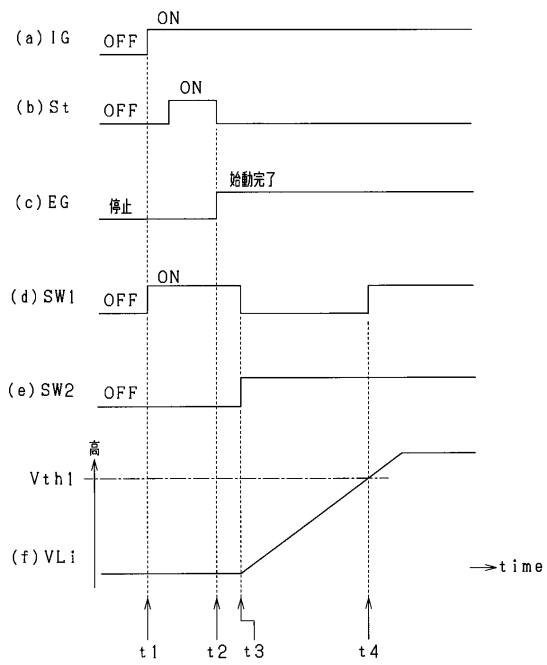 ON
(a) IG OFF
ON
(b) St OFF
始動完了
(c) EG 停止
ON
(d) SW1 OFF
(e) SW2 OFF
高
Vth1
(f) VLi
time
t1 t2 t3 t4